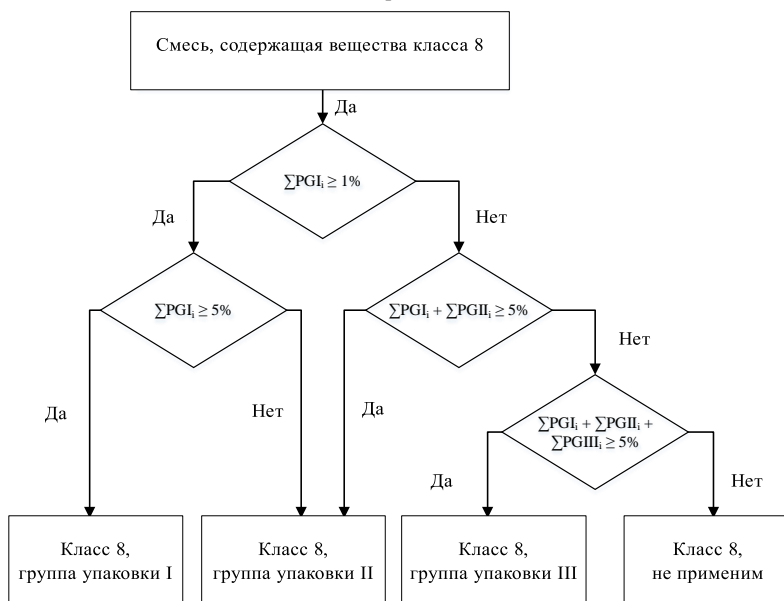 Смесь, содержащая вещества класса 8
Да
∑PGIᵢ ≥ 1%
Да
Нет
∑PGIᵢ ≥ 5%
∑PGIᵢ + ∑PGIIᵢ ≥ 5%
Нет
Да
Нет
Да
∑PGIᵢ + ∑PGIIᵢ +
∑PGIIIᵢ ≥ 5%
Да
Нет
Класс 8,
группа упаковки I
Класс 8,
группа упаковки II
Класс 8,
группа упаковки III
Класс 8,
не применим